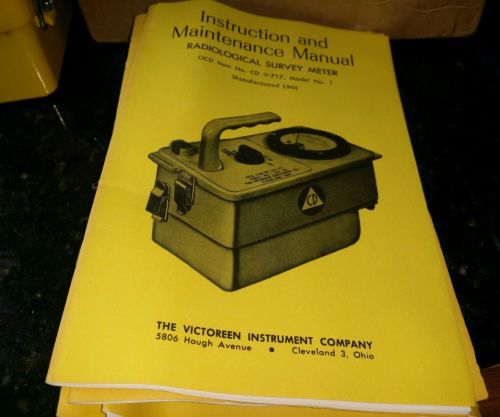 Instruction and
Maintenance Manual
RADIOLOGICAL SURVEY METER
OCD Item No. CD V-717, Model No. 1
Manufactured 1964
CD
THE VICTOREEN INSTRUMENT COMPANY
5806 Hough Avenue • Cleveland 3, Ohio